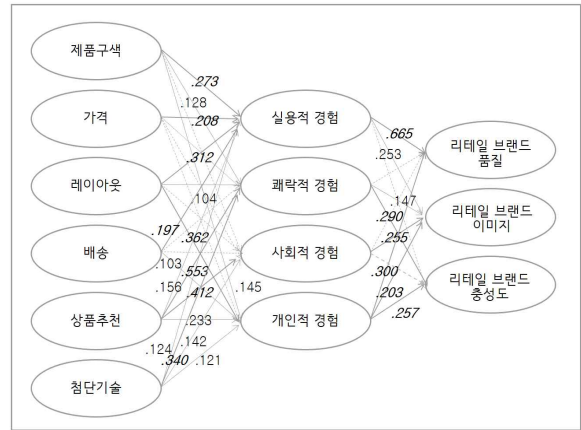 제품구색
가격
레이아웃
배송
상품추천
첨단기술
.273
.128
.208
.312
.104
.197
.362
.103
.553
.156
.412
.145
.233
.142
.124
.340
.121
실용적 경험
쾌락적 경험
사회적 경험
개인적 경험
.665
.253
.147
.290
.255
.300
.203
.257
리테일 브랜드
품질
리테일 브랜드
이미지
리테일 브랜드
충성도